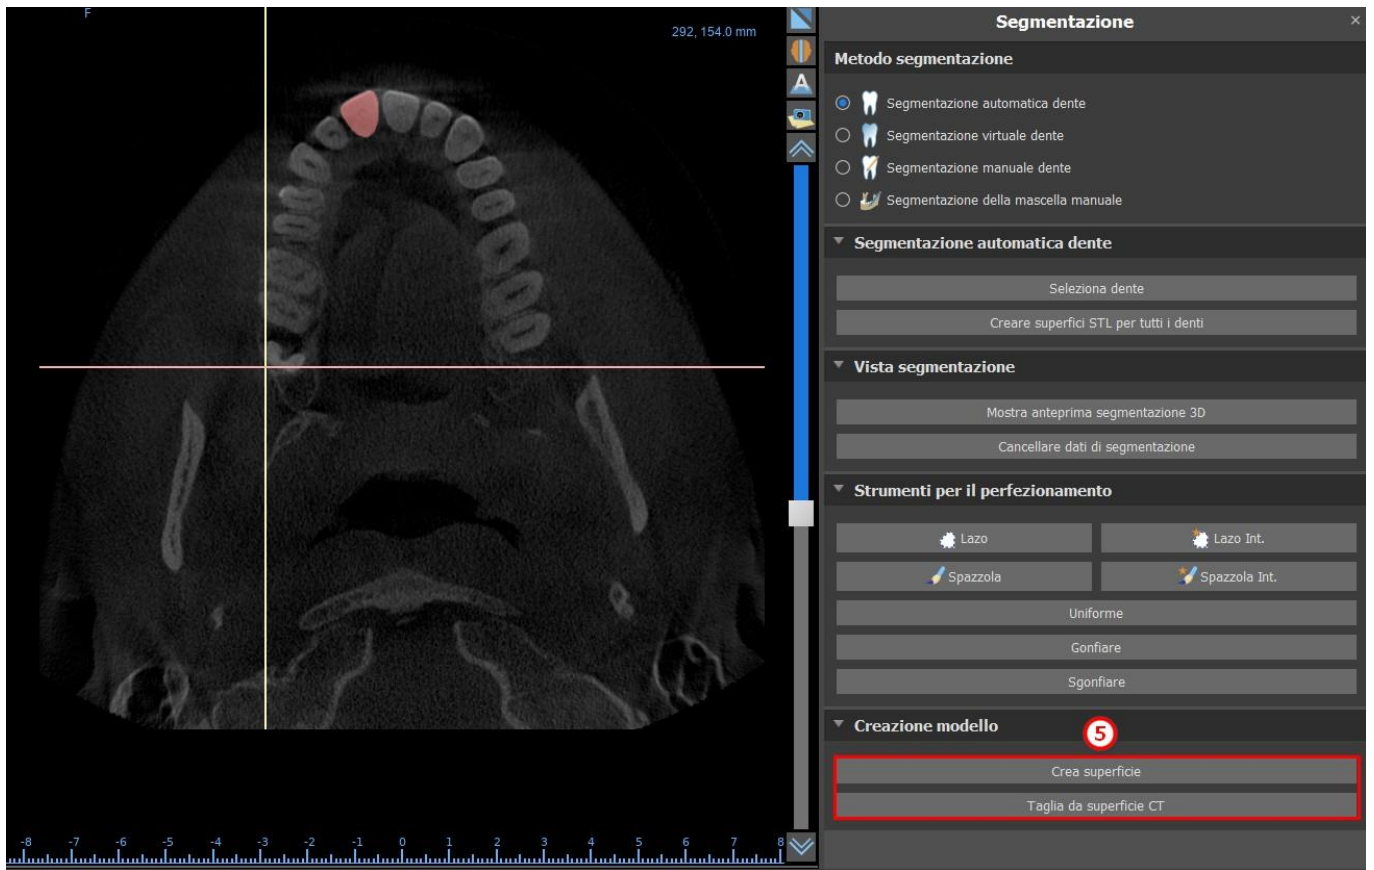 F
292, 154.0 mm
A
-8 -7 -6 -5 -4 -3 -2 -1 0 1 2 3 4 5 6 7 8
Segmentazione ×
Metodo segmentazione
Segmentazione automatica dente
Segmentazione virtuale dente
Segmentazione manuale dente
Segmentazione della mascella manuale
Segmentazione automatica dente
Seleziona dente
Creare superfici STL per tutti i denti
Vista segmentazione
Mostra anteprima segmentazione 3D
Cancellare dati di segmentazione
Strumenti per il perfezionamento
Lazo Lazo Int.
Spazzola Spazzola Int.
Uniforme
Gonfiare
Sgonfiare
Creazione modello
5
Crea superficie
Taglia da superficie CT